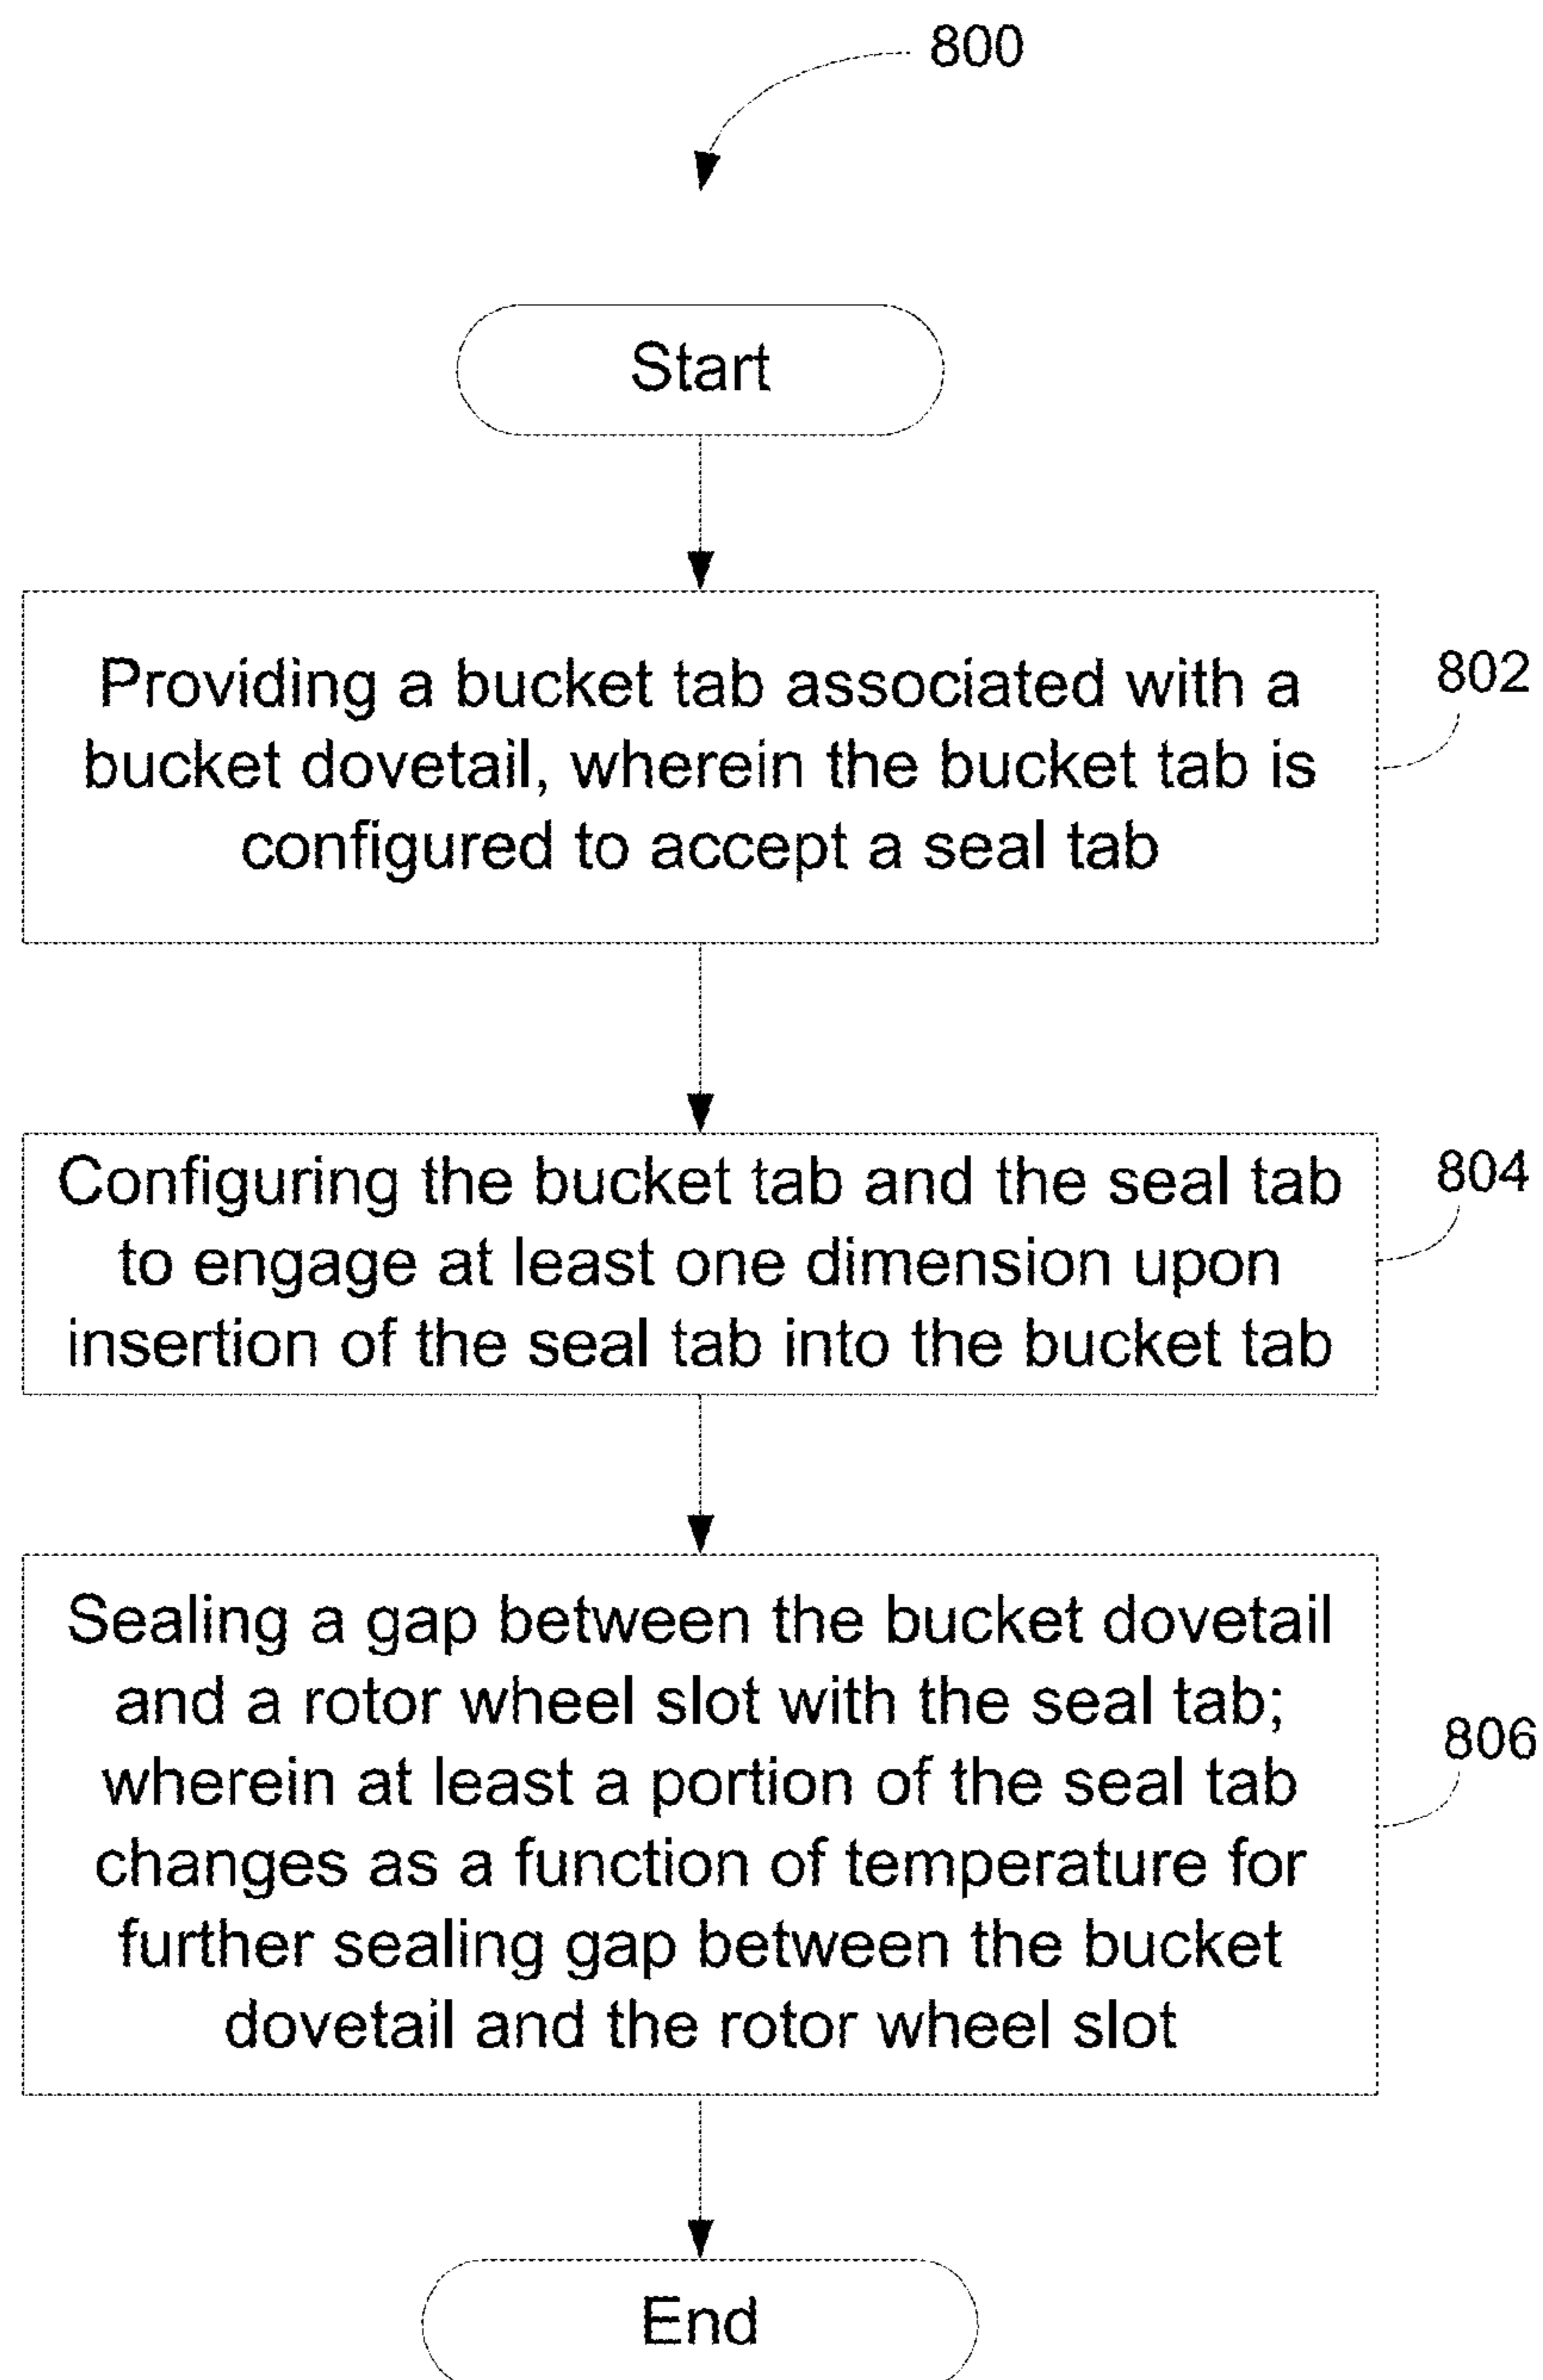 800
Start
Providing a bucket tab associated with a
bucket dovetail, wherein the bucket tab is
configured to accept a seal tab
802
Configuring the bucket tab and the seal tab
to engage at least one dimension upon
insertion of the seal tab into the bucket tab
804
Sealing a gap between the bucket dovetail
and a rotor wheel slot with the seal tab;
wherein at least a portion of the seal tab
changes as a function of temperature for
further sealing gap between the bucket
dovetail and the rotor wheel slot
806
End